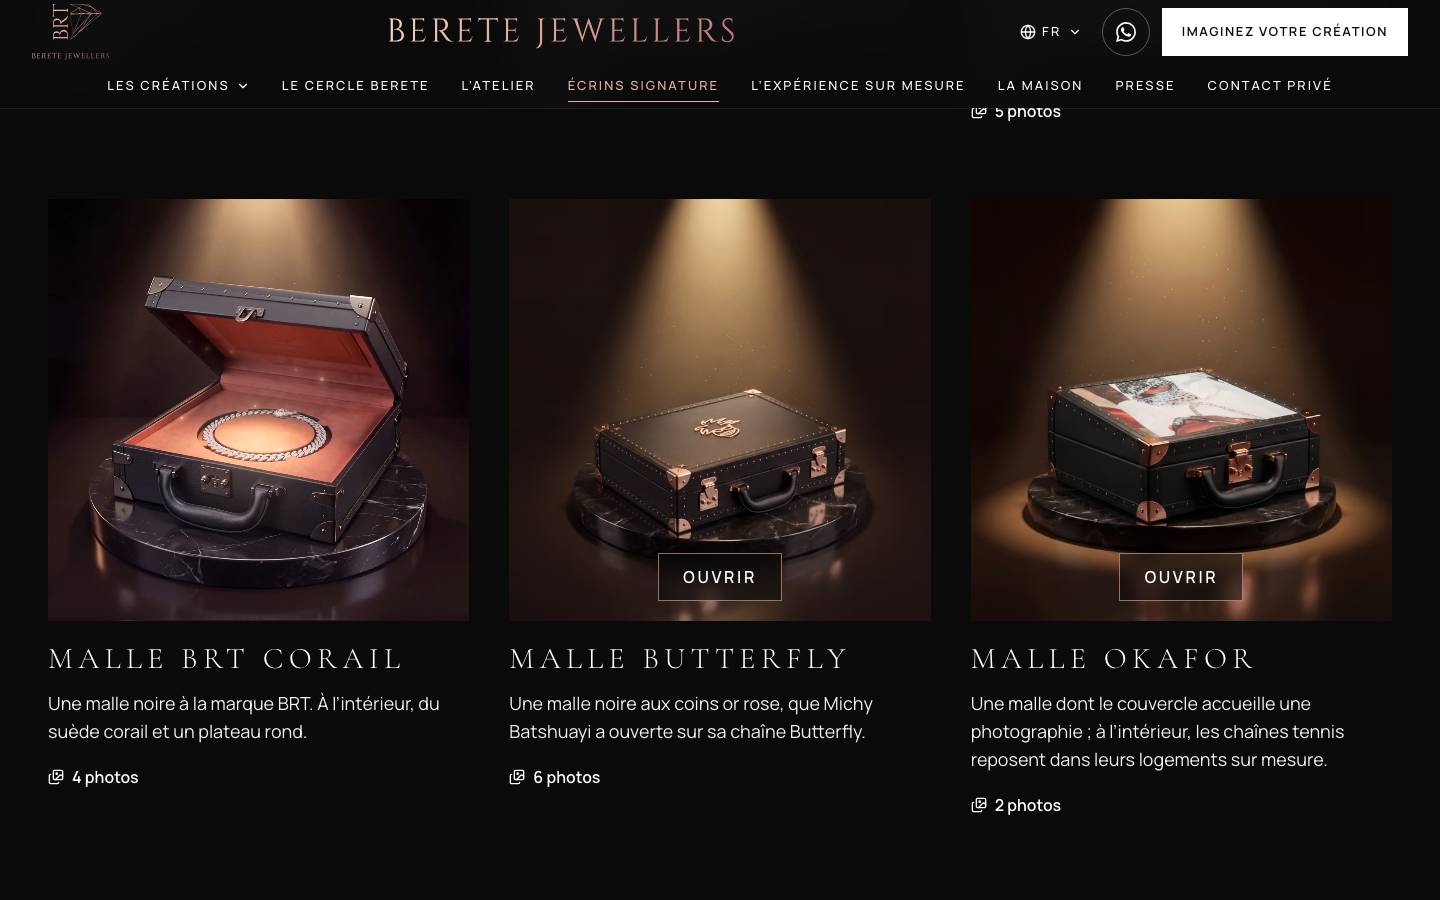 BRT
BERETE JEWELLERS
BERETE JEWELLERS
FR
IMAGINEZ VOTRE CRÉATION
LES CRÉATIONS
LE CERCLE BERETE
L'ATELIER
ÉCRINS SIGNATURE
L'EXPÉRIENCE SUR MESURE
LA MAISON
PRESSE
CONTACT PRIVÉ
5 photos
OUVRIR
OUVRIR
MALLE BRT CORAIL
Une malle noire à la marque BRT. À l’intérieur, du
suède corail et un plateau rond.
4 photos
MALLE BUTTERFLY
Une malle noire aux coins or rose, que Michy
Batshuayi a ouverte sur sa chaîne Butterfly.
6 photos
MALLE OKAFOR
Une malle dont le couvercle accueille une
photographie ; à l’intérieur, les chaînes tennis
reposent dans leurs logements sur mesure.
2 photos